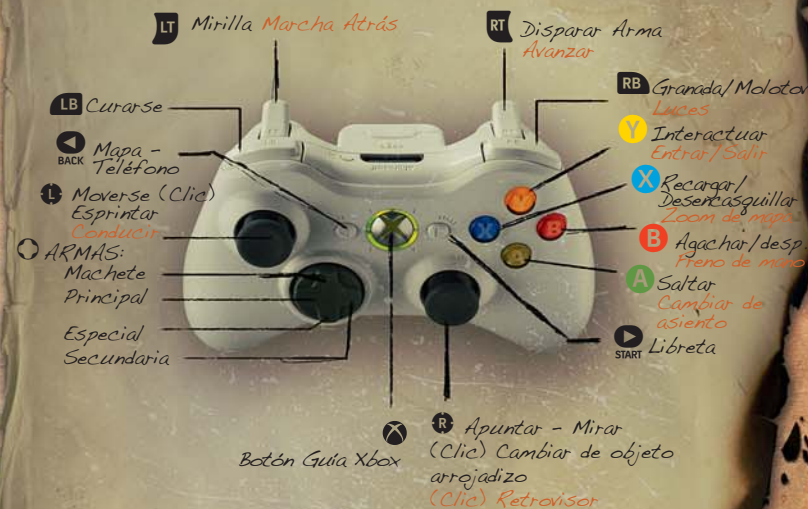 LT Mirilla Marcha Atrás
RT Disparar Arma
Avanzar
LB Curarse
RB Granada/Molotov
Luces
BACK Mapa -
Teléfono
Y Interactuar
Entrar/Salir
L Moverse (Clic)
Esprintar
Conducir
X Recargar/
Desencasquillar
Zoom de mapa
B Agachar/desp.
Freno de mano
ARMAS:
Machete
Principal
Especial
Secundaria
A Saltar
Cambiar de
asiento
START Libreta
Botón Guía Xbox
R Apuntar - Mirar
(Clic) Cambiar de objeto
arrojadizo
(Clic) Retrovisor
Y
X
B
A